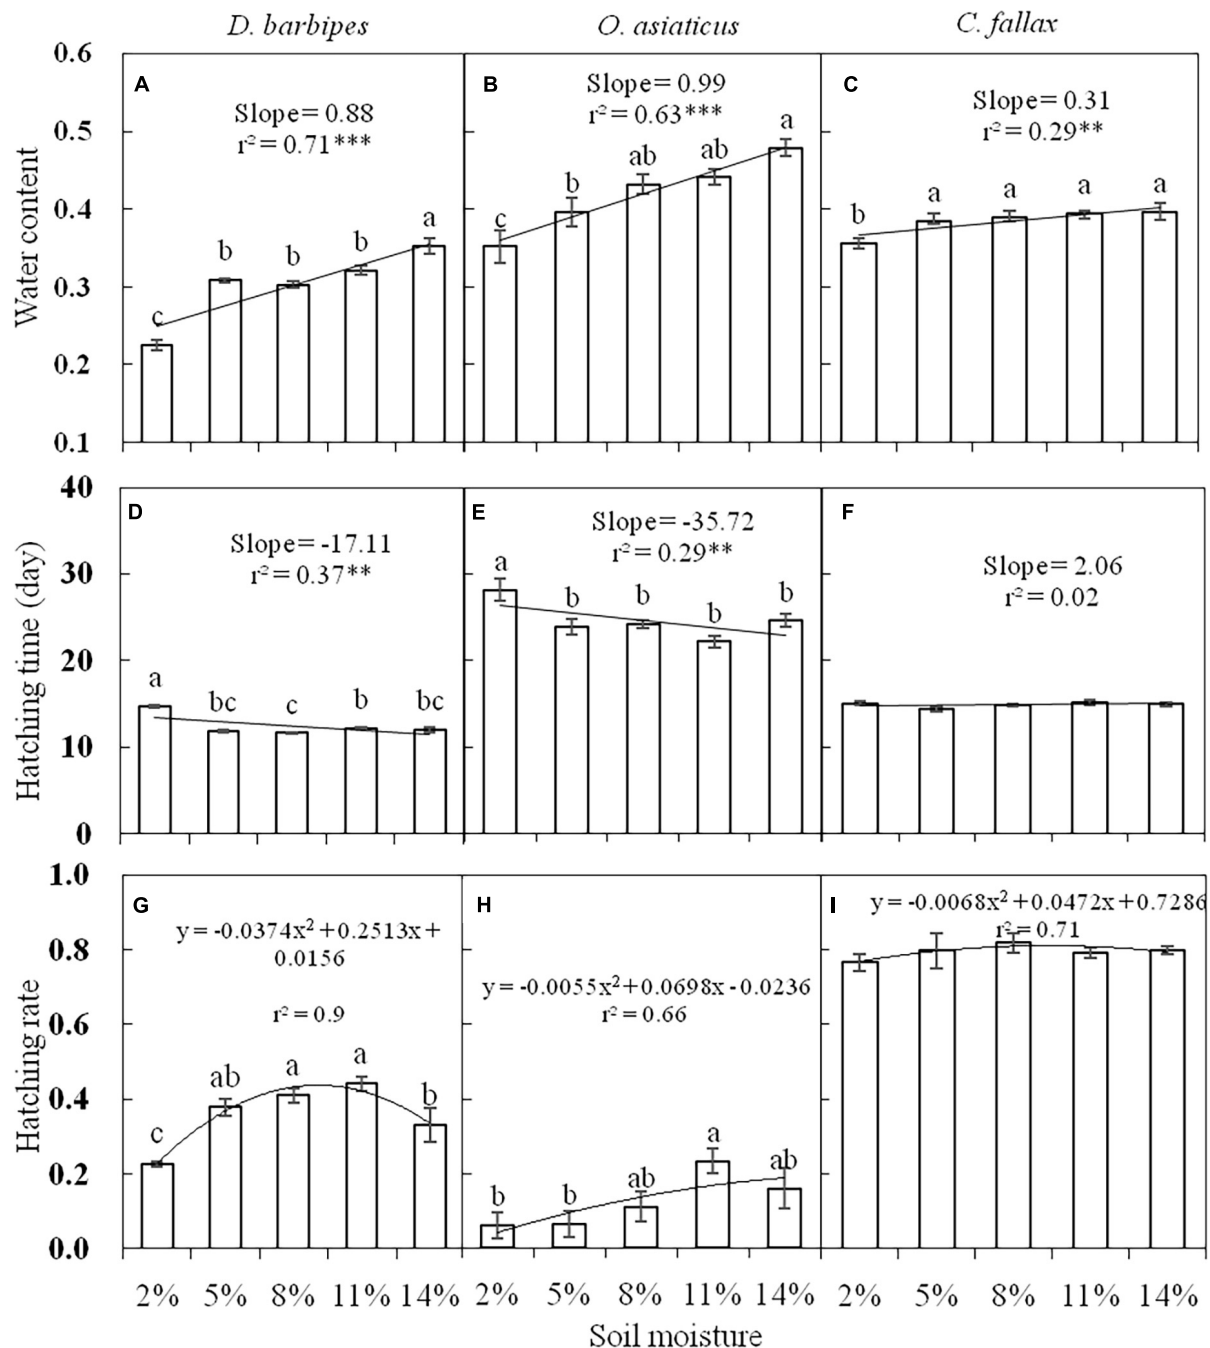 D. barbipes O. asiaticus C. fallax
Water content
0.6
0.5
0.4
0.3
0.2
0.1
A
Slope= 0.88
r²= 0.71***
c b b b a
B
Slope= 0.99
r²= 0.63***
c b ab ab a
C
Slope= 0.31
r²= 0.29**
b a a a a
Hatching time (day)
40
30
20
10
0
D
Slope= -17.11
r²= 0.37**
a bc c b bc
E
Slope= -35.72
r²= 0.29**
a b b b b
F
Slope= 2.06
r²= 0.02
Hatching rate
1.0
0.8
0.6
0.4
0.2
0.0
G
y = -0.0374x²+0.2513x+
0.0156
r²= 0.9
c ab a a b
H
y = -0.0055x²+0.0698x-0.0236
r²= 0.66
b b ab a ab
I
y = -0.0068x²+0.0472x+0.7286
r²= 0.71
2% 5% 8% 11% 14% 2% 5% 8% 11% 14% 2% 5% 8% 11% 14%
Soil moisture